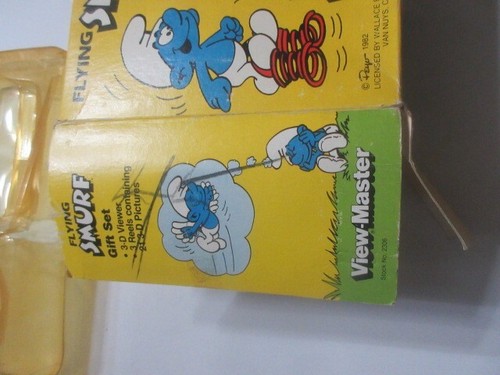 FLYING
© Peyo 1982
LICENSED BY WALLACE
VAN NUYS, C
FLYING
SMURF
Gift Set
• 3-D Viewer
• 3 Reels containing
21 3-D Pictures
View-Master